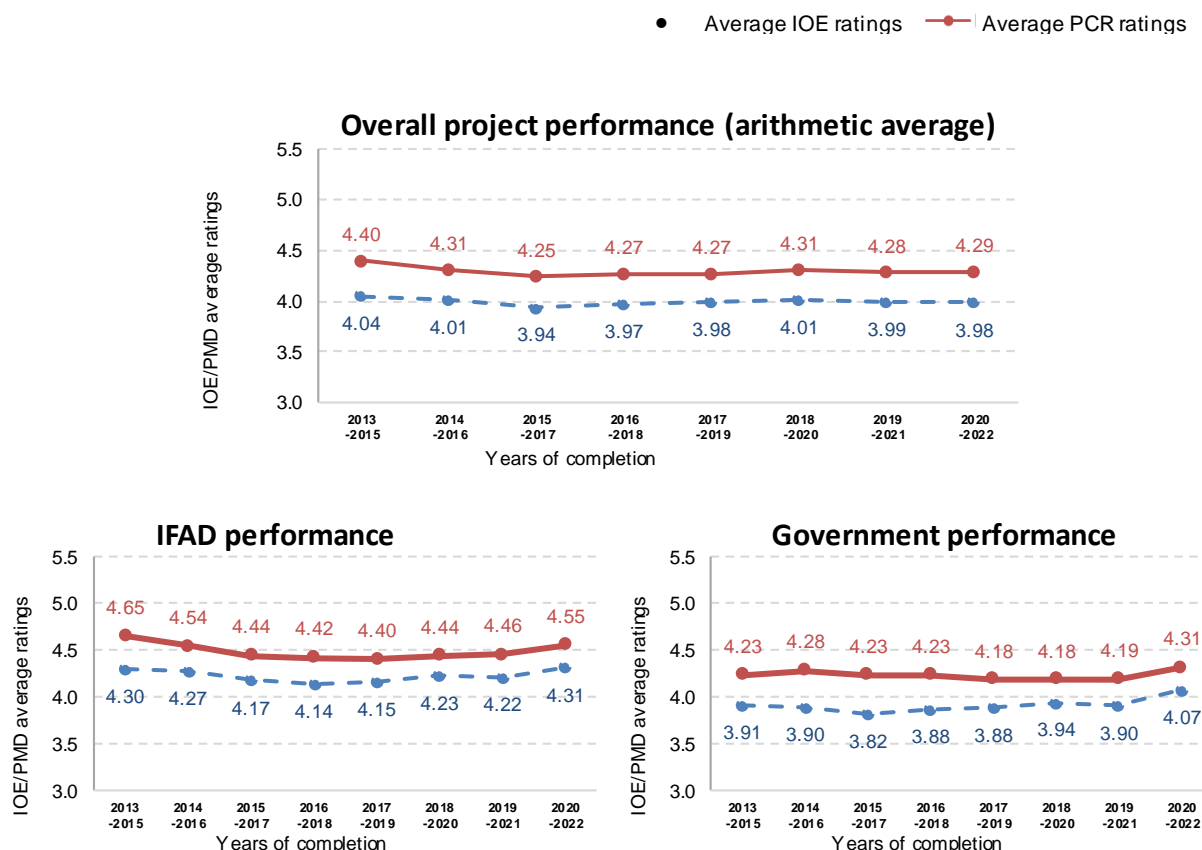 Average IOE ratings Average PCR ratings
Overall project performance (arithmetic average)
IOE/PMD average ratings
5.5
5.0
4.5
4.0
3.5
3.0
4.40 4.31 4.25 4.27 4.27 4.31 4.28 4.29
4.04 4.01 3.94 3.97 3.98 4.01 3.99 3.98
2013 2014 2015 2016 2017 2018 2019 2020
-2015 -2016 -2017 -2018 -2019 -2020 -2021 -2022
Years of completion
IFAD performance
IOE/PMD average ratings
5.5
5.0
4.5
4.0
3.5
3.0
4.65 4.54 4.44 4.42 4.40 4.44 4.46 4.55
4.30 4.27 4.17 4.14 4.15 4.23 4.22 4.31
2013 2014 2015 2016 2017 2018 2019 2020
-2015 -2016 -2017 -2018 -2019 -2020 -2021 -2022
Years of completion
Government performance
IOE/PMD average ratings
5.5
5.0
4.5
4.0
3.5
3.0
4.23 4.28 4.23 4.23 4.18 4.18 4.19 4.31
3.91 3.90 3.82 3.88 3.88 3.94 3.90 4.07
2013 2014 2015 2016 2017 2018 2019 2020
-2015 -2016 -2017 -2018 -2019 -2020 -2021 -2022
Years of completion